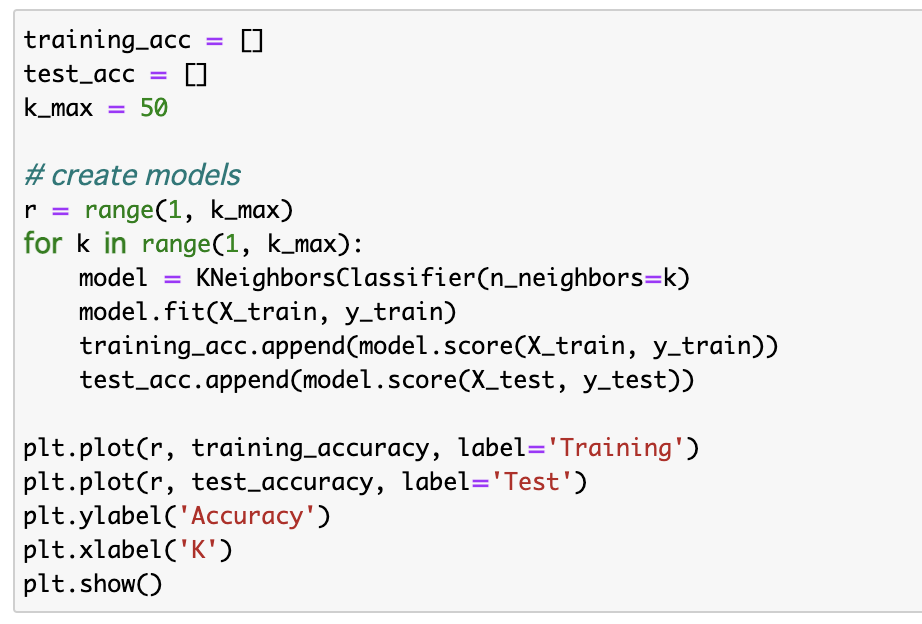 training_acc = []
test_acc = []
k_max = 50
# create models
r = range(1, k_max)
for k in range(1, k_max):
    model = KNeighborsClassifier(n_neighbors=k)
    model.fit(X_train, y_train)
    training_acc.append(model.score(X_train, y_train))
    test_acc.append(model.score(X_test, y_test))
plt.plot(r, training_accuracy, label='Training')
plt.plot(r, test_accuracy, label='Test')
plt.ylabel('Accuracy')
plt.xlabel('K')
plt.show()